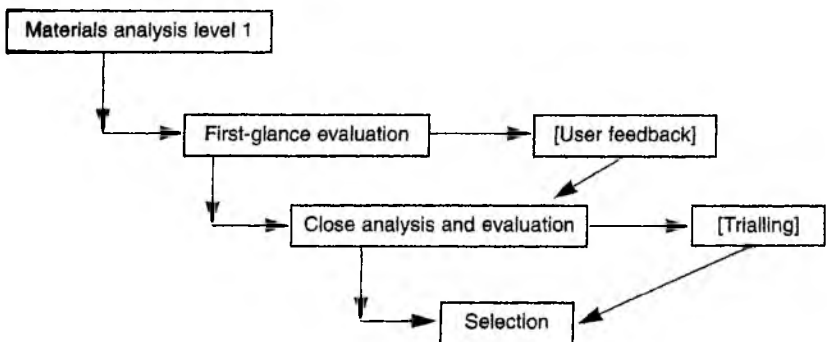 Materials analysis level 1
First-glance evaluation
[User feedback]
Close analysis and evaluation
[Trialling]
Selection